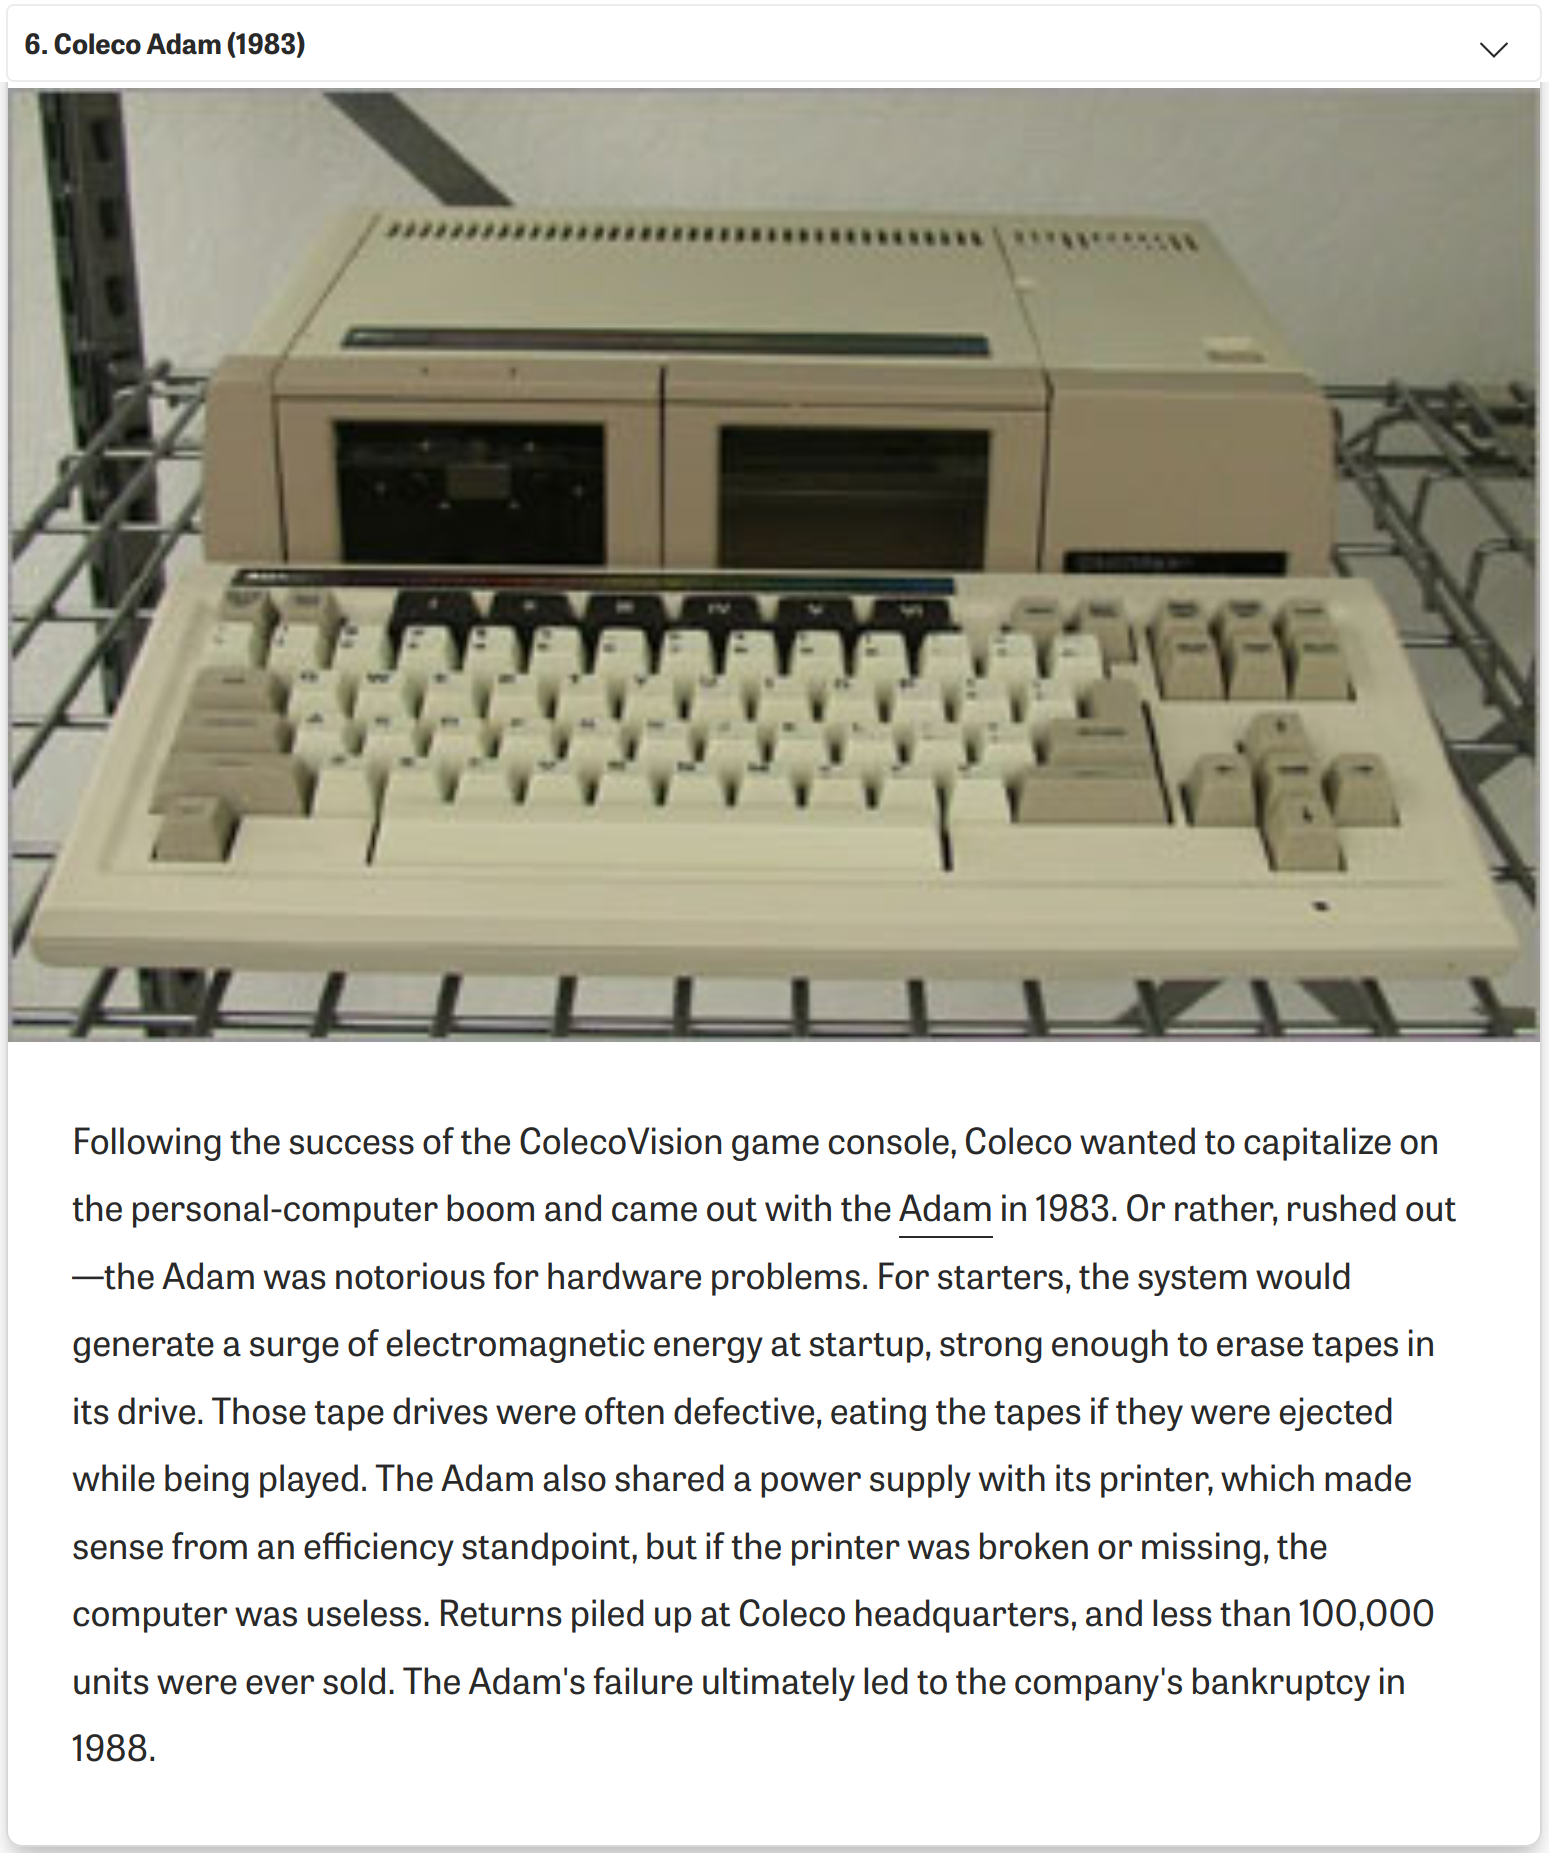 6. Coleco Adam (1983)
I
II
III
IV
V
VI
Following the success of the ColecoVision game console, Coleco wanted to capitalize on
the personal-computer boom and came out with the Adam in 1983. Or rather, rushed out
—the Adam was notorious for hardware problems. For starters, the system would
generate a surge of electromagnetic energy at startup, strong enough to erase tapes in
its drive. Those tape drives were often defective, eating the tapes if they were ejected
while being played. The Adam also shared a power supply with its printer, which made
sense from an efficiency standpoint, but if the printer was broken or missing, the
computer was useless. Returns piled up at Coleco headquarters, and less than 100,000
units were ever sold. The Adam's failure ultimately led to the company's bankruptcy in
1988.